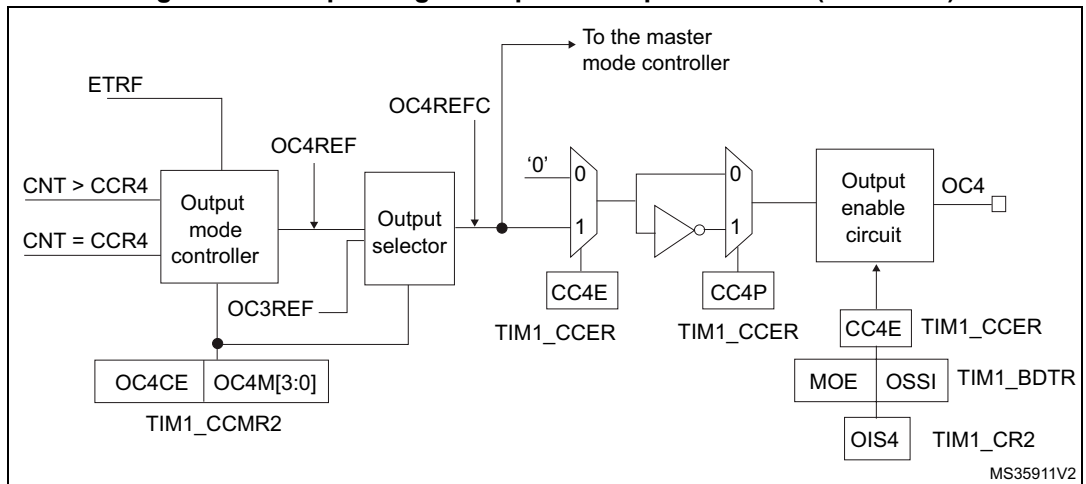 To the master
mode controller
ETRF
OC4REFC
OC4REF
'0'
0
1
0
1
CNT > CCR4
CNT = CCR4
Output
mode
controller
Output
selector
Output
enable
circuit
OC4
OC3REF
CC4E
TIM1_CCER
CC4P
TIM1_CCER
CC4E
TIM1_CCER
MOE
OSSI
TIM1_BDTR
OIS4
TIM1_CR2
OC4CE
OC4M[3:0]
TIM1_CCMR2
MS35911V2